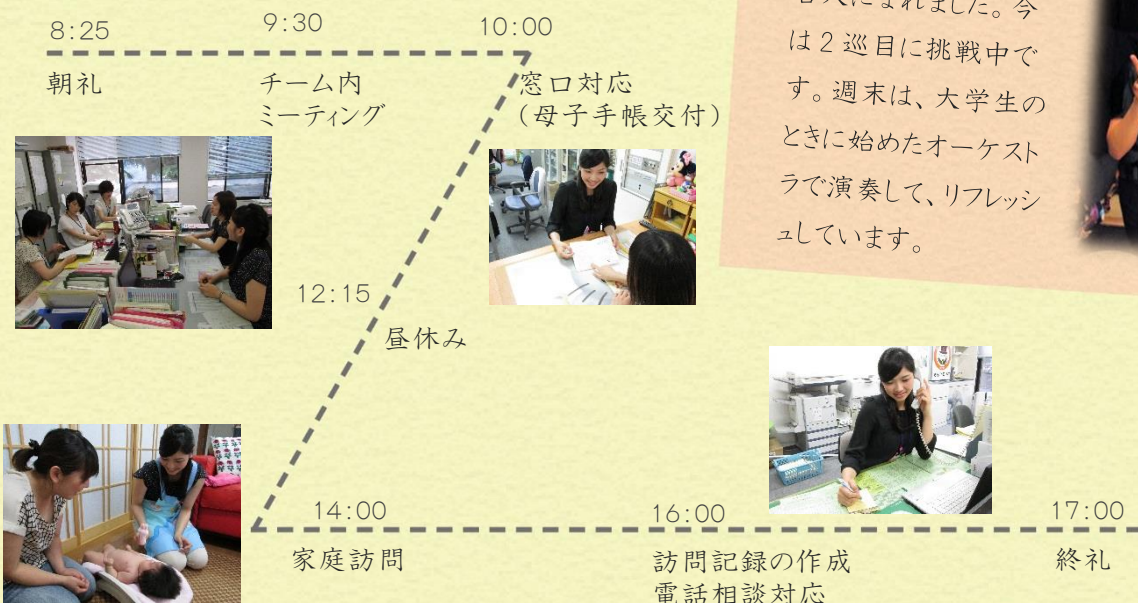 8:25
朝礼
9:30
チーム内
ミーティング
10:00
窓口対応
(母子手帳交付)
12:15
昼休み
14:00
家庭訪問
16:00
訪問記録の作成
電話相談対応
17:00
終礼
は2巡目に挑戦中で
す。週末は、大学生の
ときに始めたオーケスト
ラで演奏して、リフレッシ
ュしています。